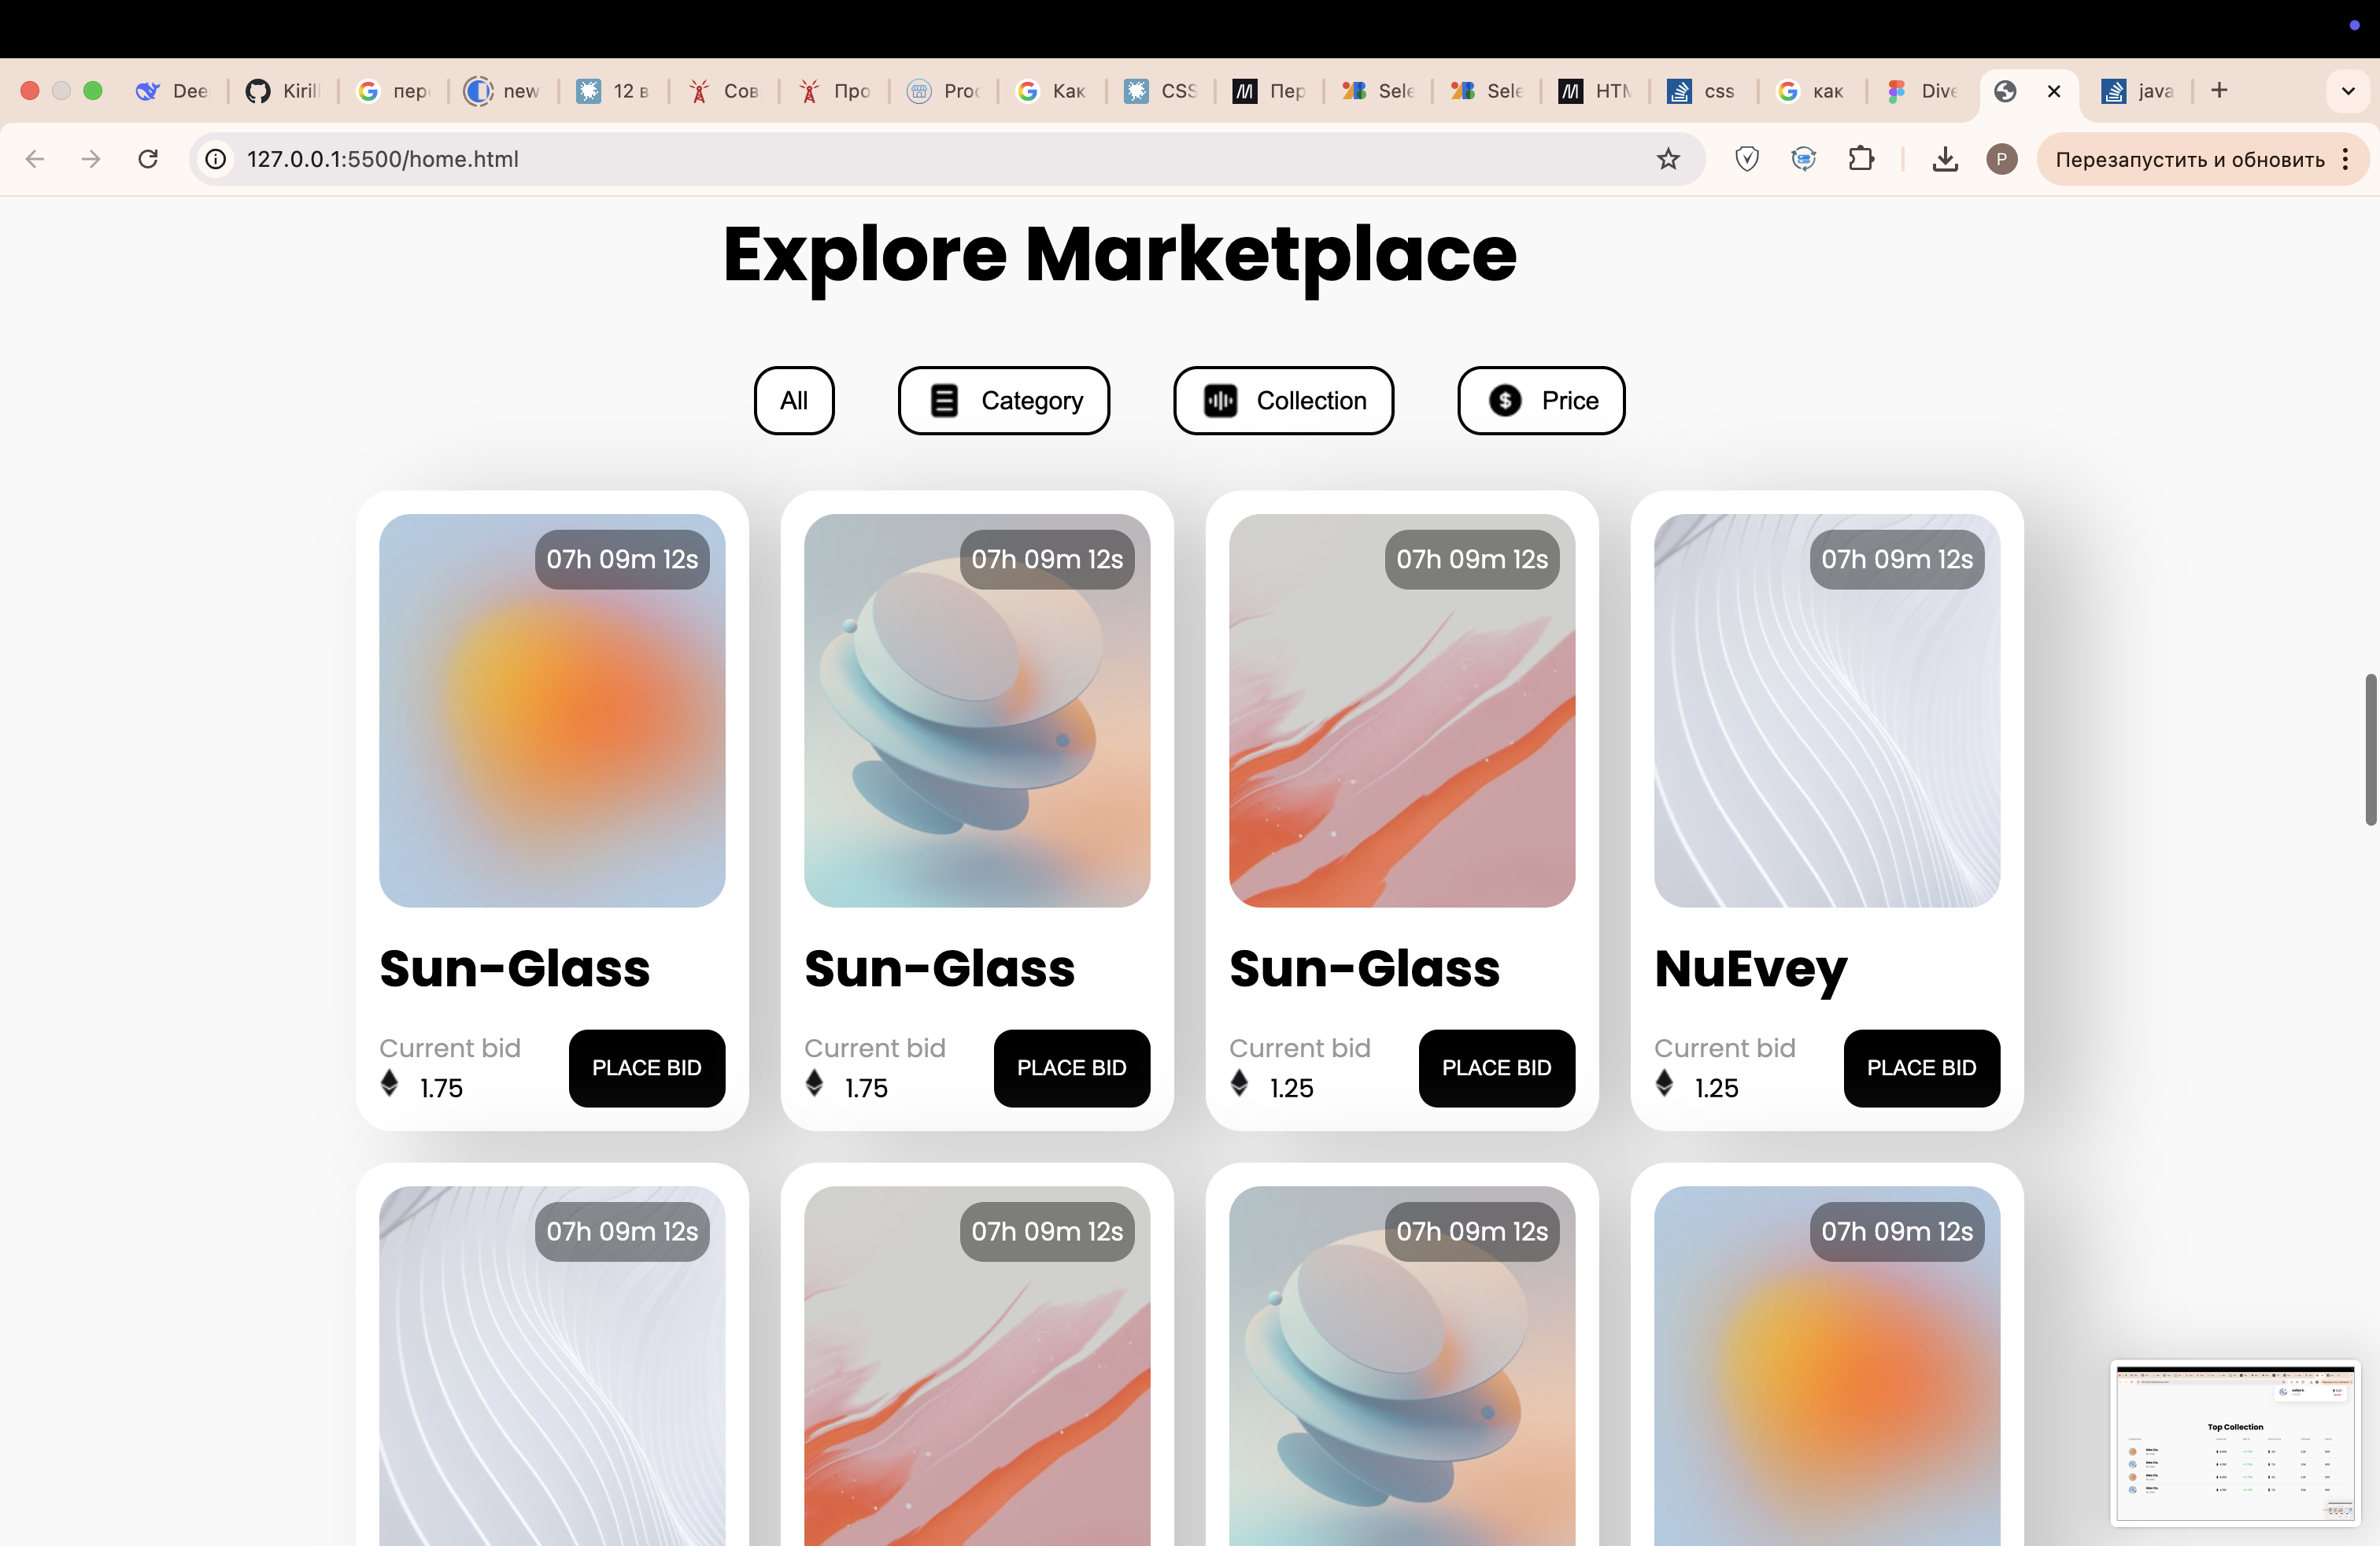 Dee
Kiril
пер
new
12 в
Сов
Про
Proc
Как
CSS
Пер
Sele
Sele
HTM
css
как
Dive
java
127.0.0.1:5500/home.html
P
Перезапустить и обновить
Explore Marketplace
All
Category
Collection
Price
07h 09m 12s
07h 09m 12s
07h 09m 12s
07h 09m 12s
Sun-Glass
Sun-Glass
Sun-Glass
NuEvey
Current bid
1.75
PLACE BID
Current bid
1.75
PLACE BID
Current bid
1.25
PLACE BID
Current bid
1.25
PLACE BID
07h 09m 12s
07h 09m 12s
07h 09m 12s
07h 09m 12s
Top Collection